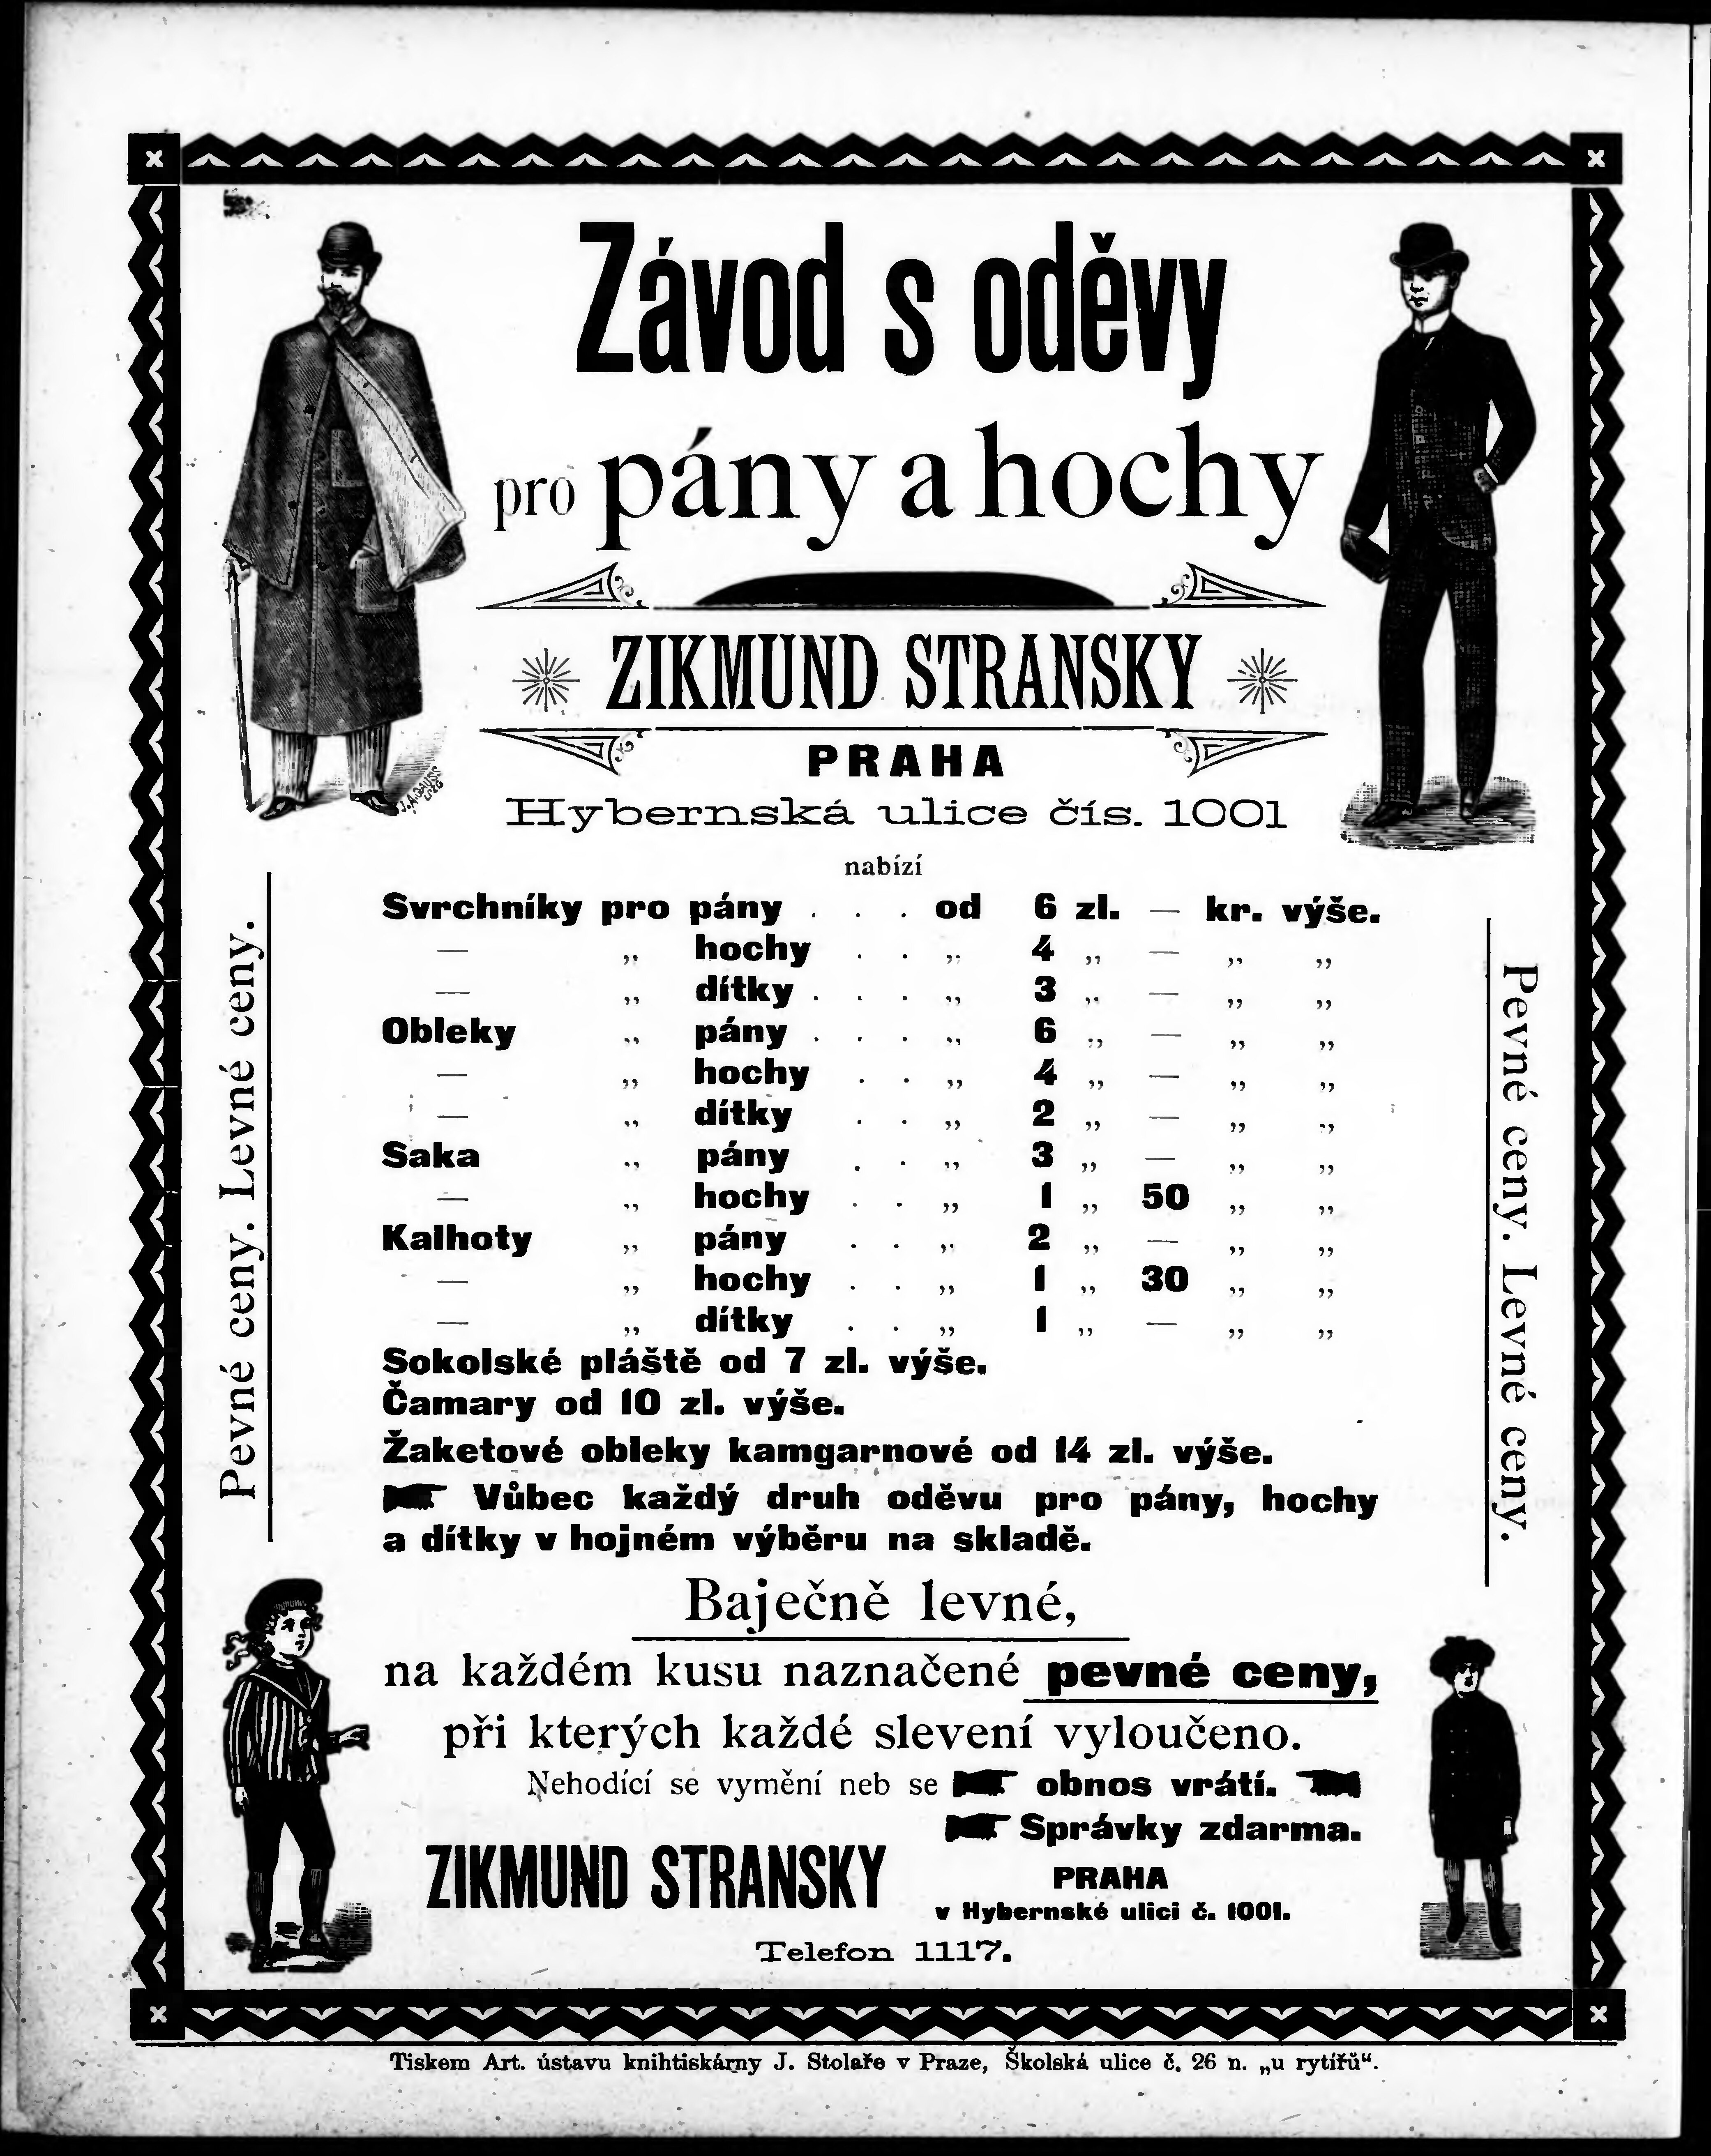 Závod s oděvy
pro pány a hochy
ZIKMUND STRANSKY
PRAHA
Hybernská ulice čís. 1001
nabízí
Svrchníky pro pány . . . od 6 zl. — kr. výše.
— „ hochy . . „ 4 „ — „ „
— „ dítky . . . „ 3 „ — „ „
Obleky „ pány . . . „ 6 „ — „ „
— „ hochy . . „ 4 „ — „ „
— „ dítky . . „ 2 „ — „ „
Saka „ pány . . „ 3 „ — „ „
— „ hochy . . „ 1 „ 50 „ „
Kalhoty „ pány . . „ 2 „ — „ „
— „ hochy . . „ 1 „ 30 „ „
— „ dítky . . „ 1 „ — „ „
Sokolské pláště od 7 zl. výše.
Čamary od 10 zl. výše.
Žaketové obleky kamgarnové od 14 zl. výše.
Vůbec každý druh oděvu pro pány, hochy
a dítky v hojném výběru na skladě.
Pevné ceny. Levné ceny.
Pevné ceny. Levné ceny.
Baječně levné,
na každém kusu naznačené pevné ceny,
při kterých každé slevení vyloučeno.
Nehodící se vymění neb se obnos vrátí.
Správky zdarma.
ZIKMUND STRANSKY
PRAHA
v Hybernské ulici č. 1001.
Telefon 1117.
Tiskem Art. ústavu knihtiskárny J. Stolaře v Praze, Školská ulice č. 26 n. „u rytířů“.